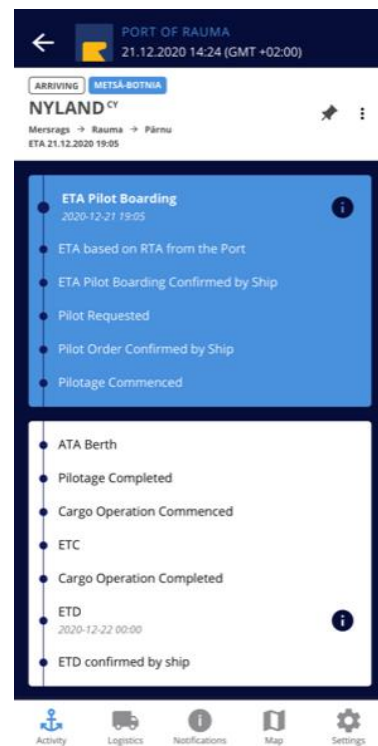 PORT OF RAUMA
21.12.2020 14:24 (GMT +02:00)
ARRIVING METSÄ-BOTNIA
NYLAND CY
Mersrags → Rauma → Pärnu
ETA 21.12.2020 19:05
ETA Pilot Boarding
2020-12-21 19:05
ETA based on RTA from the Port
ETA Pilot Boarding Confirmed by Ship
Pilot Requested
Pilot Order Confirmed by Ship
Pilotage Commenced
ATA Berth
Pilotage Completed
Cargo Operation Commenced
ETC
Cargo Operation Completed
ETD
2020-12-22 00:00
ETD confirmed by ship
Activity Logistics Notifications Map Settings